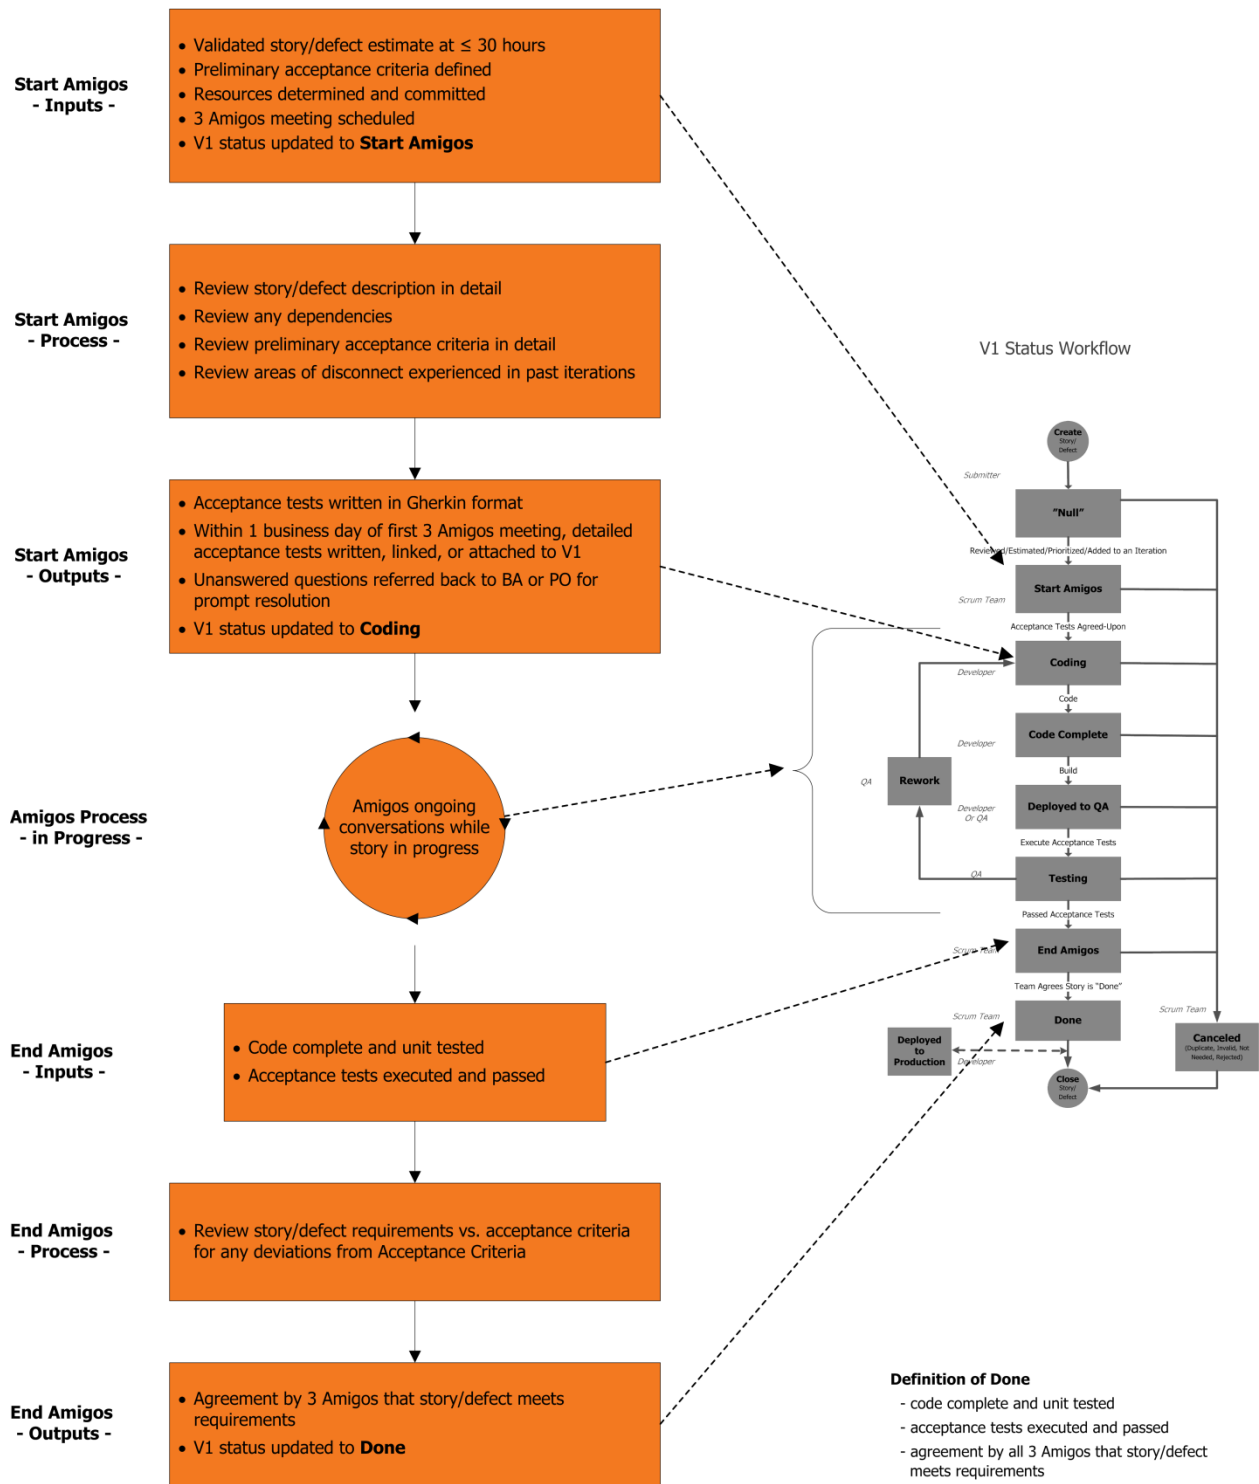 Start Amigos
- Inputs -
• Validated story/defect estimate at ≤ 30 hours
• Preliminary acceptance criteria defined
• Resources determined and committed
• 3 Amigos meeting scheduled
• V1 status updated to Start Amigos
Start Amigos
- Process -
• Review story/defect description in detail
• Review any dependencies
• Review preliminary acceptance criteria in detail
• Review areas of disconnect experienced in past iterations
Start Amigos
- Outputs -
• Acceptance tests written in Gherkin format
• Within 1 business day of first 3 Amigos meeting, detailed
acceptance tests written, linked, or attached to V1
• Unanswered questions referred back to BA or PO for
prompt resolution
• V1 status updated to Coding
Amigos Process
- in Progress -
Amigos ongoing
conversations while
story in progress
End Amigos
- Inputs -
• Code complete and unit tested
• Acceptance tests executed and passed
End Amigos
- Process -
• Review story/defect requirements vs. acceptance criteria
for any deviations from Acceptance Criteria
End Amigos
- Outputs -
• Agreement by 3 Amigos that story/defect meets
requirements
• V1 status updated to Done
V1 Status Workflow
Create
Story/
Defect
Submitter
"Null"
Reviewed/Estimated/Prioritized/Added to an Iteration
Start Amigos
Scrum Team
Acceptance Tests Agreed-Upon
Coding
Developer
Code
Code Complete
Developer
Build
Rework
QA
Deployed to QA
Developer
Or QA
Execute Acceptance Tests
Testing
QA
Passed Acceptance Tests
End Amigos
Scrum Team
Team Agrees Story is "Done"
Done
Scrum Team
Scrum Team
Canceled
(Duplicate, Invalid, Not
Needed, Rejected)
Deployed
to
Production
Developer
Close
Story/
Defect
Definition of Done
- code complete and unit tested
- acceptance tests executed and passed
- agreement by all 3 Amigos that story/defect
meets requirements